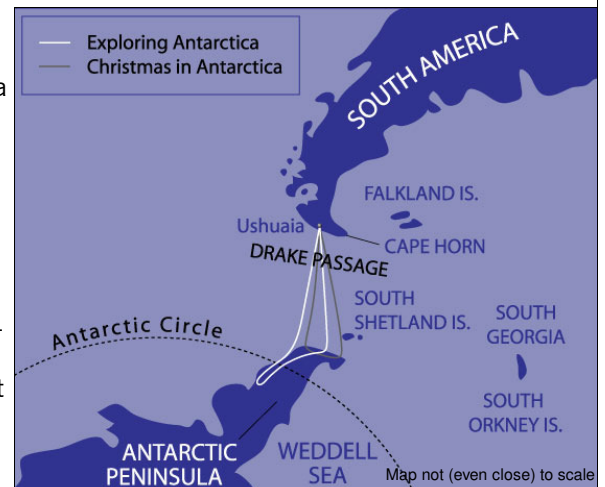 Exploring Antarctica
Christmas in Antarctica
a
SOUTH AMERICA
FALKLAND IS.
Ushuaia
CAPE HORN
DRAKE PASSAGE
SOUTH
SHETLAND IS.
SOUTH
GEORGIA
Antarctic Circle
t
SOUTH
ORKNEY IS.
ANTARCTIC
PENINSULA
WEDDELL
SEA
Map not (even close) to scale